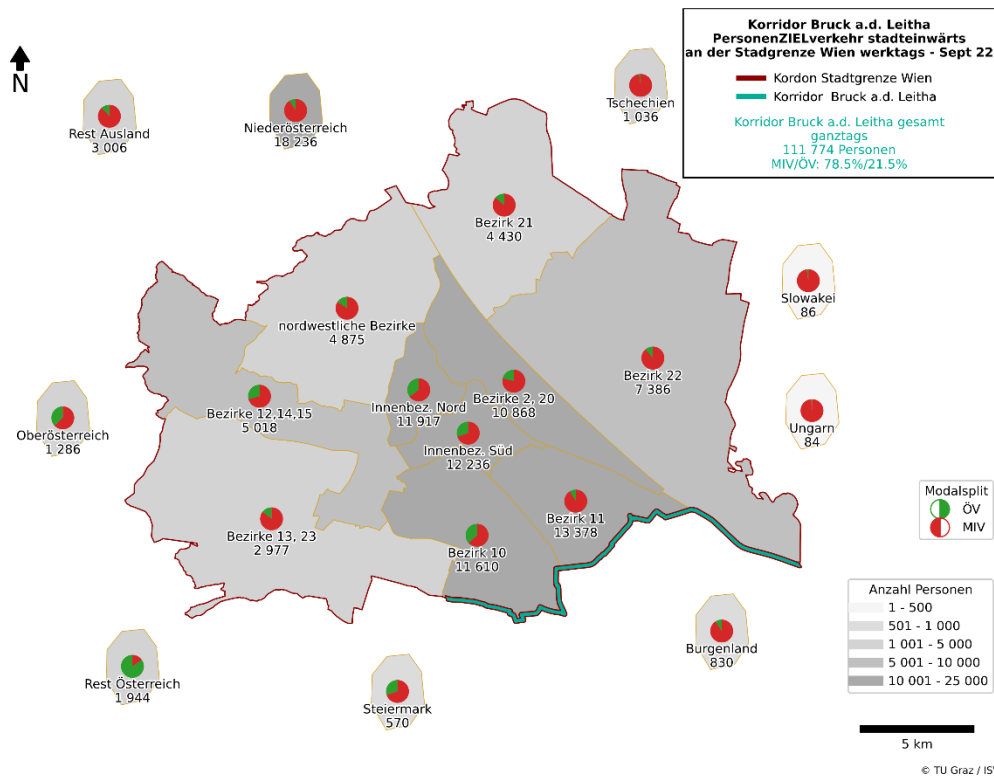 Korridor Bruck a.d. Leitha
PersonenZIELverkehr stadteinwärts
an der Stadgrenze Wien werktags - Sept 22
Kordon Stadtgrenze Wien
Korridor Bruck a.d. Leitha
Korridor Bruck a.d. Leitha gesamt
ganztags
111 774 Personen
MIV/ÖV: 78.5%/21.5%
N
Rest Ausland
3 006
Niederösterreich
18 236
Tschechien
1 036
Bezirk 21
4 430
Slowakei
86
nordwestliche Bezirke
4 875
Bezirk 22
7 386
Bezirke 12,14,15
5 018
Innenbez. Nord
11 917
Bezirke 2, 20
10 868
Oberösterreich
1 286
Innenbez. Süd
12 236
Ungarn
84
Bezirke 13, 23
2 977
Bezirk 10
11 610
Bezirk 11
13 378
Modalsplit
ÖV
MIV
Anzahl Personen
1 - 500
501 - 1 000
1 001 - 5 000
5 001 - 10 000
10 001 - 25 000
Burgenland
830
Rest Österreich
1 944
Steiermark
570
5 km
© TU Graz / IS